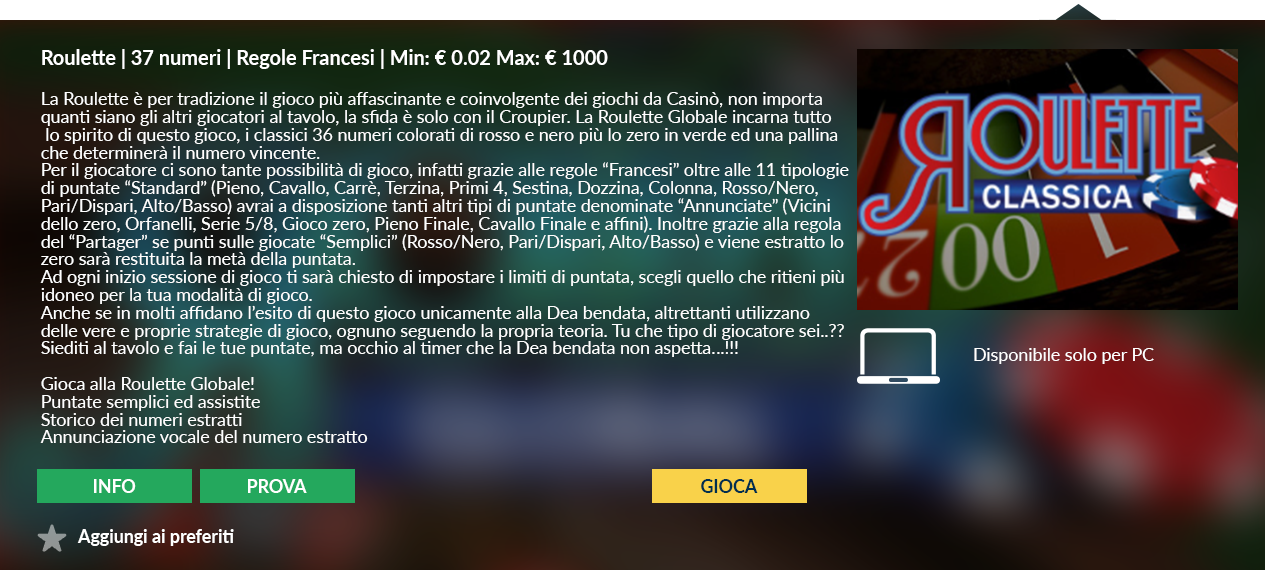 Roulette | 37 numeri | Regole Francesi | Min: € 0.02 Max: € 1000
La Roulette è per tradizione il gioco più affascinante e coinvolgente dei giochi da Casinò, non importa
quanti siano gli altri giocatori al tavolo, la sfida è solo con il Croupier. La Roulette Globale incarna tutto
lo spirito di questo gioco, i classici 36 numeri colorati di rosso e nero più lo zero in verde ed una pallina
che determinerà il numero vincente.
Per il giocatore ci sono tante possibilità di gioco, infatti grazie alle regole “Francesi” oltre alle 11 tipologie
di puntate “Standard” (Pieno, Cavallo, Carrè, Terzina, Primi 4, Sestina, Dozzina, Colonna, Rosso/Nero,
Pari/Dispari, Alto/Basso) avrai a disposizione tanti altri tipi di puntate denominate “Annunciate” (Vicini
dello zero, Orfanelli, Serie 5/8, Gioco zero, Pieno Finale, Cavallo Finale e affini). Inoltre grazie alla regola
del “Partager” se punti sulle giocate “Semplici” (Rosso/Nero, Pari/Dispari, Alto/Basso) e viene estratto lo
zero sarà restituita la metà della puntata.
Ad ogni inizio sessione di gioco ti sarà chiesto di impostare i limiti di puntata, scegli quello che ritieni più
idoneo per la tua modalità di gioco.
Anche se in molti affidano l’esito di questo gioco unicamente alla Dea bendata, altrettanti utilizzano
delle vere e proprie strategie di gioco, ognuno seguendo la propria teoria. Tu che tipo di giocatore sei..??
Siediti al tavolo e fai le tue puntate, ma occhio al timer che la Dea bendata non aspetta...!!!
Gioca alla Roulette Globale!
Puntate semplici ed assistite
Storico dei numeri estratti
Annunciazione vocale del numero estratto
INFO
PROVA
GIOCA
Aggiungi ai preferiti
ROULETTE
CLASSICA
00
1
2
Disponibile solo per PC